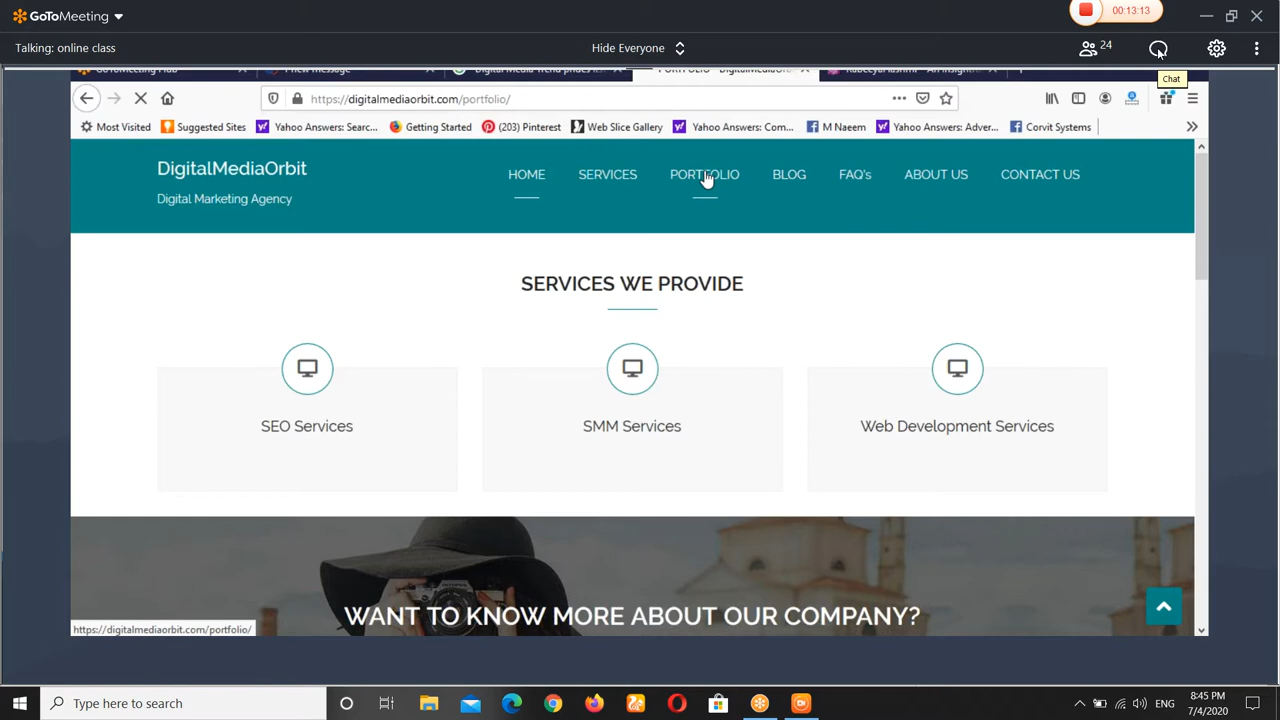 GoToMeeting
00:13:13
Talking: online class
Hide Everyone
24
Chat
https://digitalmediaorbit.com/portfolio/
Most Visited
Suggested Sites
Yahoo Answers: Searc...
Getting Started
(203) Pinterest
Web Slice Gallery
Yahoo Answers: Com...
M Naeem
Yahoo Answers: Adver...
Corvit Systems
DigitalMediaOrbit
Digital Marketing Agency
HOME
SERVICES
PORTFOLIO
BLOG
FAQ's
ABOUT US
CONTACT US
SERVICES WE PROVIDE
SEO Services
SMM Services
Web Development Services
WANT TO KNOW MORE ABOUT OUR COMPANY?
https://digitalmediaorbit.com/portfolio/
Type here to search
ENG
8:45 PM
7/4/2020